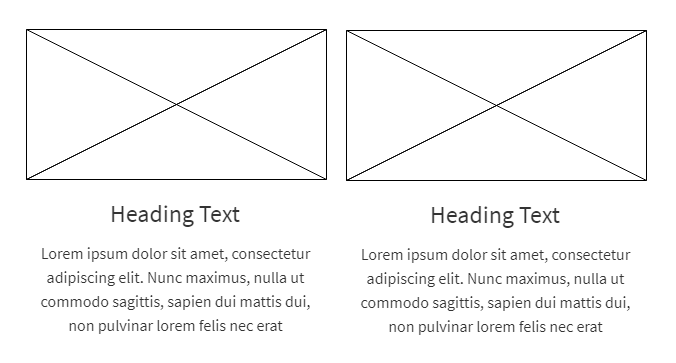 Heading Text
Lorem ipsum dolor sit amet, consectetur
adipiscing elit. Nunc maximus, nulla ut
commodo sagittis, sapien dui mattis dui,
non pulvinar lorem felis nec erat
Heading Text
Lorem ipsum dolor sit amet, consectetur
adipiscing elit. Nunc maximus, nulla ut
commodo sagittis, sapien dui mattis dui,
non pulvinar lorem felis nec erat